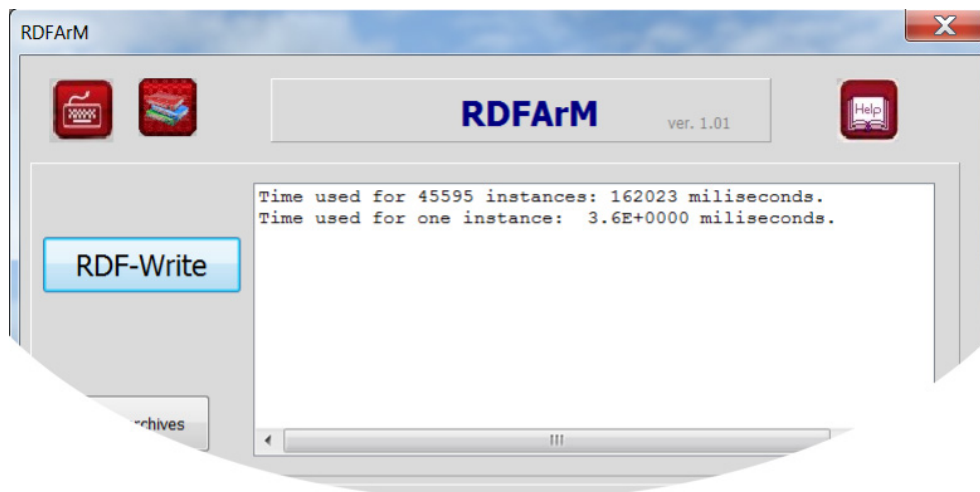 RDFArM
RDFArM ver. 1.01
Help
Time used for 45595 instances: 162023 miliseconds.
Time used for one instance:  3.6E+0000 miliseconds.
RDF-Write